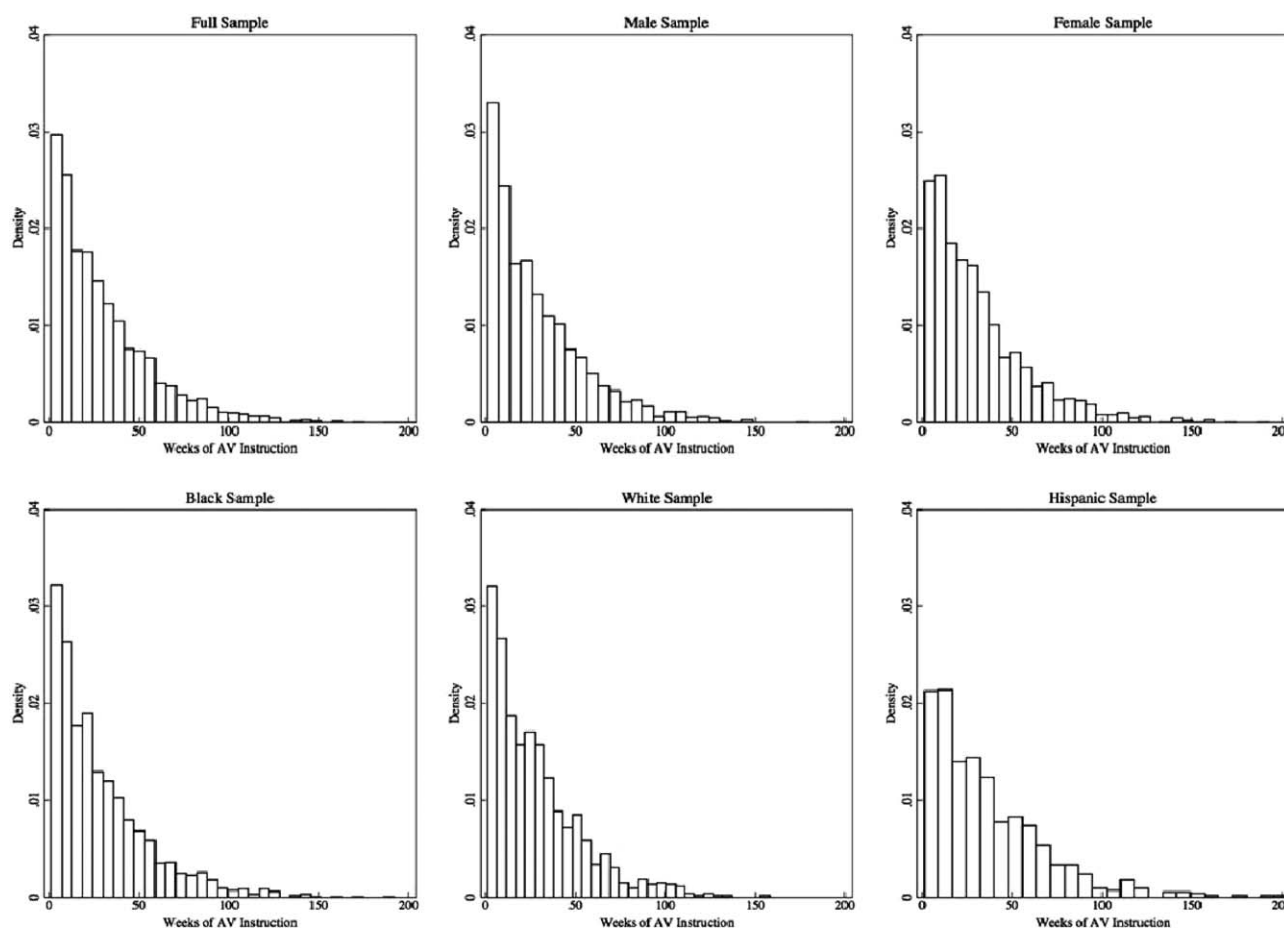 Full Sample
.04
.03
.02
.01
0
Density
0 50 100 150 200
Weeks of AV Instruction
Male Sample
.04
.03
.02
.01
0
Density
0 50 100 150 200
Weeks of AV Instruction
Female Sample
.04
.03
.02
.01
0
Density
0 50 100 150 200
Weeks of AV Instruction
Black Sample
.04
.03
.02
.01
0
Density
0 50 100 150 200
Weeks of AV Instruction
White Sample
.04
.03
.02
.01
0
Density
0 50 100 150 200
Weeks of AV Instruction
Hispanic Sample
.04
.03
.02
.01
0
Density
0 50 100 150 200
Weeks of AV Instruction